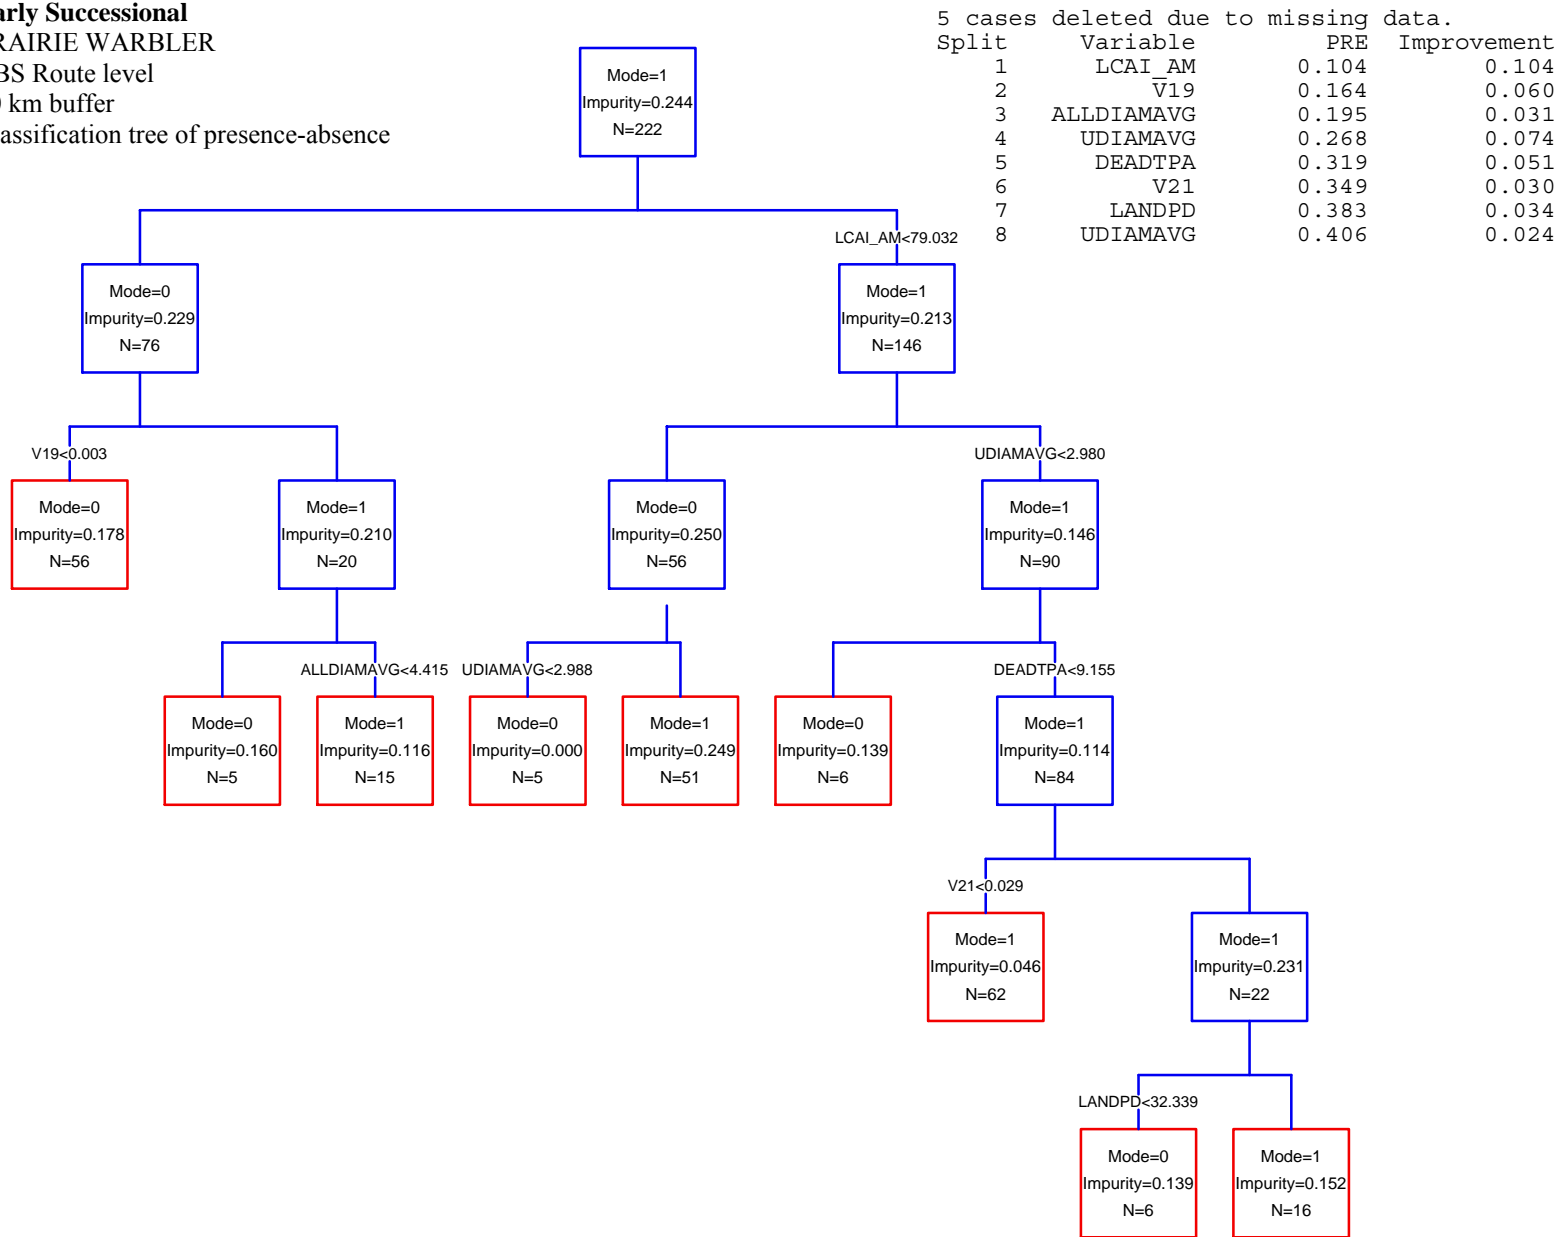 arly Successional
RAIRIE WARBLER
BS Route level
km buffer
assification tree of presence-absence
5 cases deleted due to missing data.
Split Variable PRE Improvement
1 LCAI_AM 0.104 0.104
2 V19 0.164 0.060
3 ALLDIAMAVG 0.195 0.031
4 UDIAMAVG 0.268 0.074
5 DEADTPA 0.319 0.051
6 V21 0.349 0.030
7 LANDPD 0.383 0.034
8 UDIAMAVG 0.406 0.024
Mode=1
Impurity=0.244
N=222
LCAI_AM<79.032
Mode=0
Impurity=0.229
N=76
Mode=1
Impurity=0.213
N=146
V19<0.003
UDIAMAVG<2.980
Mode=0
Impurity=0.178
N=56
Mode=1
Impurity=0.210
N=20
Mode=0
Impurity=0.250
N=56
Mode=1
Impurity=0.146
N=90
ALLDIAMAVG<4.415
UDIAMAVG<2.988
DEADTPA<9.155
Mode=0
Impurity=0.160
N=5
Mode=1
Impurity=0.116
N=15
Mode=0
Impurity=0.000
N=5
Mode=1
Impurity=0.249
N=51
Mode=0
Impurity=0.139
N=6
Mode=1
Impurity=0.114
N=84
V21<0.029
Mode=1
Impurity=0.046
N=62
Mode=1
Impurity=0.231
N=22
LANDPD<32.339
Mode=0
Impurity=0.139
N=6
Mode=1
Impurity=0.152
N=16